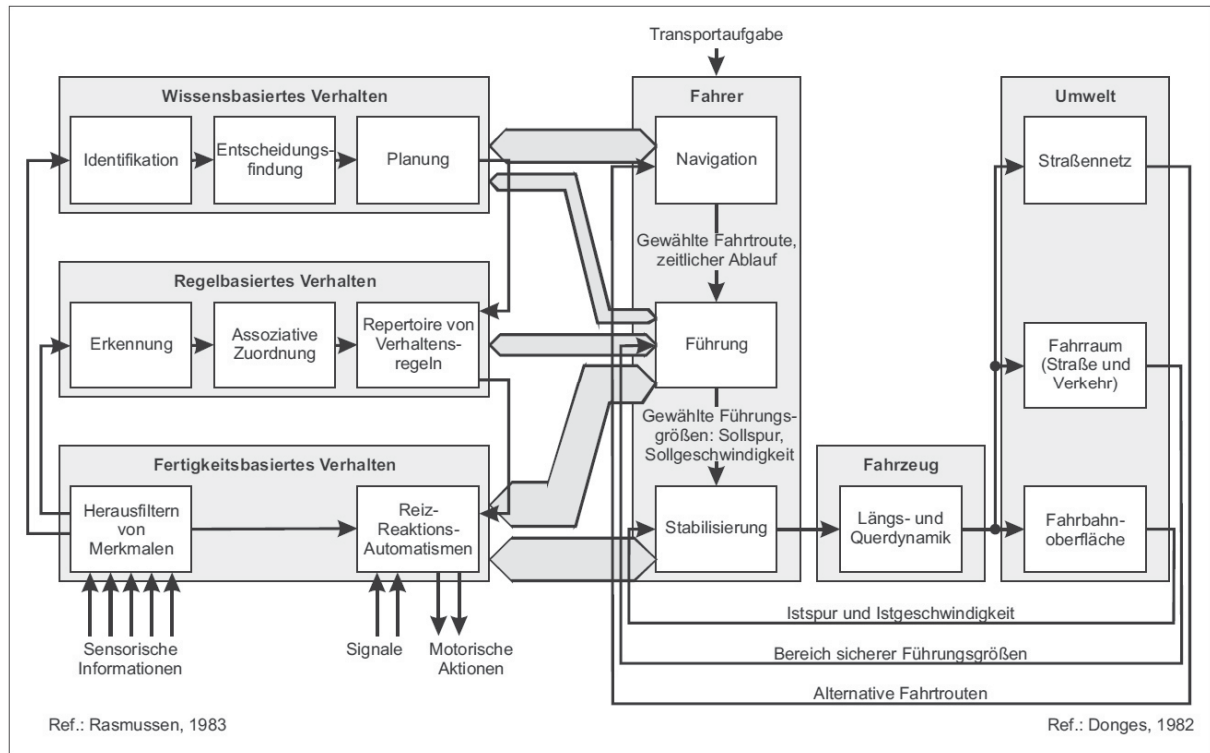 Transportaufgabe
Wissensbasiertes Verhalten
Identifikation
Entscheidungs-
findung
Planung
Regelbasiertes Verhalten
Erkennung
Assoziative
Zuordnung
Repertoire von
Verhaltens-
regeln
Fertigkeitsbasiertes Verhalten
Herausfiltern
von
Merkmalen
Reiz-
Reaktions-
Automatismen
Sensorische
Informationen
Signale
Motorische
Aktionen
Fahrer
Navigation
Gewählte Fahrtroute,
zeitlicher Ablauf
Führung
Gewählte Führungs-
größen: Sollspur,
Sollgeschwindigkeit
Stabilisierung
Fahrzeug
Längs- und
Querdynamik
Umwelt
Straßennetz
Fahrraum
(Straße und
Verkehr)
Fahrbahn-
oberfläche
Istspur und Istgeschwindigkeit
Bereich sicherer Führungsgrößen
Alternative Fahrtrouten
Ref.: Rasmussen, 1983
Ref.: Donges, 1982